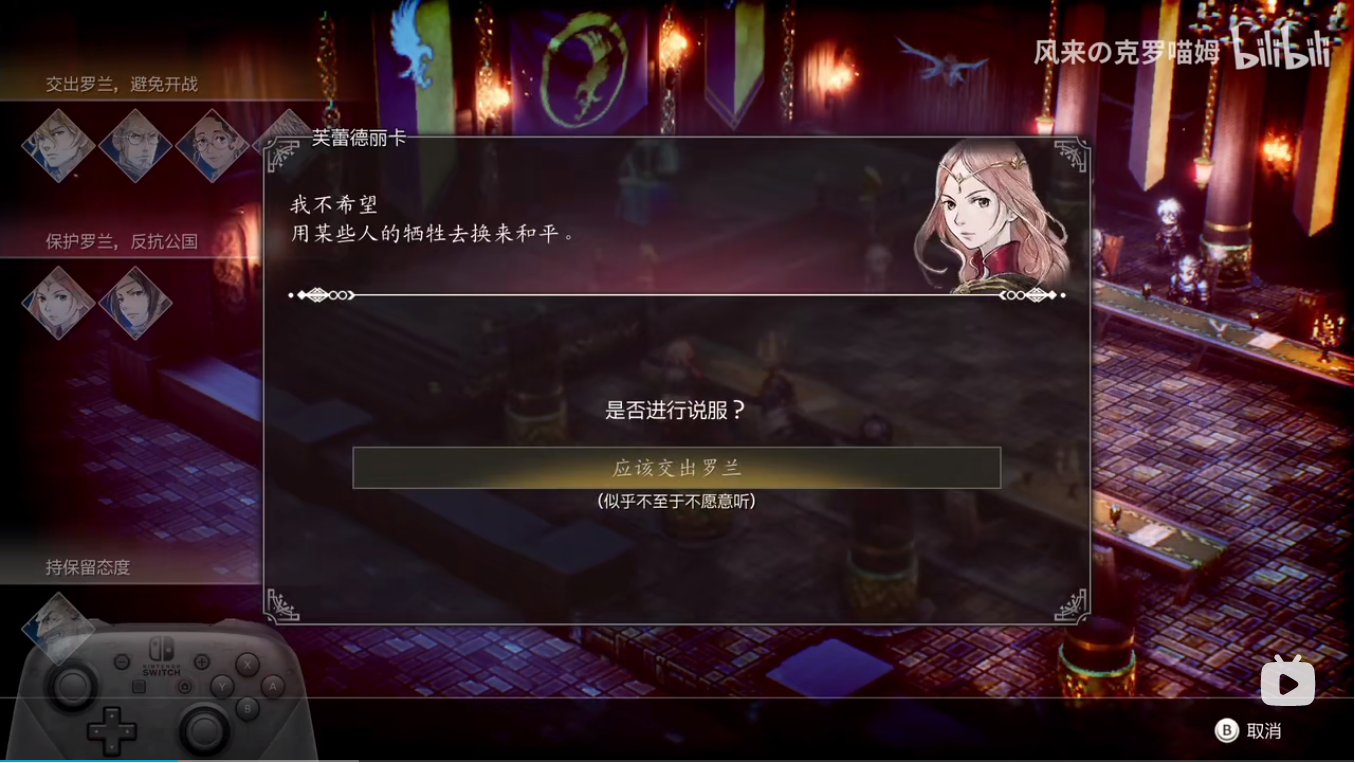 风来の克罗喵姆 bilibili
交出罗兰，避免开战
芙蕾德丽卡
我不希望
用某些人的牺牲去换来和平。
保护罗兰，反抗公国
是否进行说服？
应该交出罗兰
(似乎不至于不愿意听)
持保留态度
NINTENDO
SWITCH
X
Y
A
B
B 取消